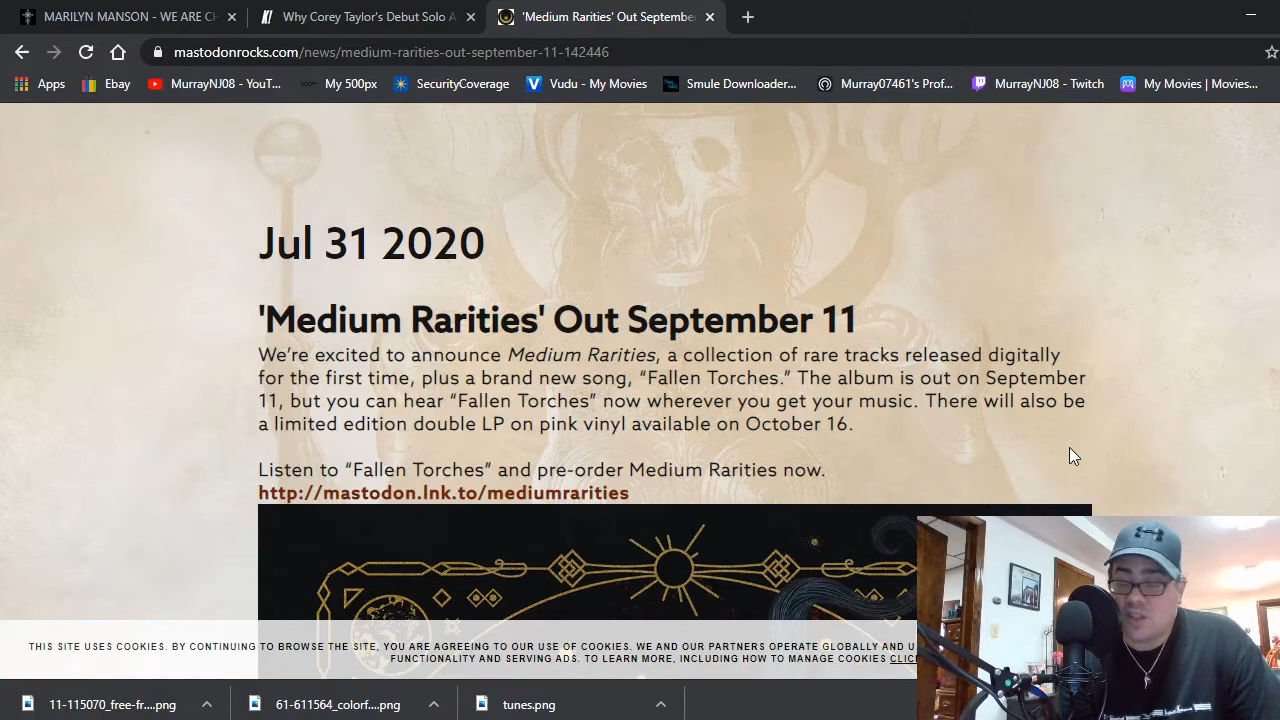 MARILYN MANSON - WE ARE CH
Why Corey Taylor's Debut Solo A
'Medium Rarities' Out September
mastodonrocks.com/news/medium-rarities-out-september-11-142446
Apps
Ebay
MurrayNJ08 - YouT...
My 500px
SecurityCoverage
Vudu - My Movies
Smule Downloader...
Murray07461's Prof...
MurrayNJ08 - Twitch
My Movies | Movies...
Jul 31 2020
'Medium Rarities' Out September 11
We're excited to announce Medium Rarities, a collection of rare tracks released digitally
for the first time, plus a brand new song, “Fallen Torches.” The album is out on September
11, but you can hear “Fallen Torches” now wherever you get your music. There will also be
a limited edition double LP on pink vinyl available on October 16.
Listen to “Fallen Torches” and pre-order Medium Rarities now.
http://mastodon.lnk.to/mediumrarities
THIS SITE USES COOKIES. BY CONTINUING TO BROWSE THE SITE, YOU ARE AGREEING TO OUR USE OF COOKIES. WE AND OUR PARTNERS OPERATE GLOBALLY AND U
FUNCTIONALITY AND SERVING ADS. TO LEARN MORE, INCLUDING HOW TO MANAGE COOKIES CLIC
11-115070_free-fr....png
61-611564_colorf....png
tunes.png